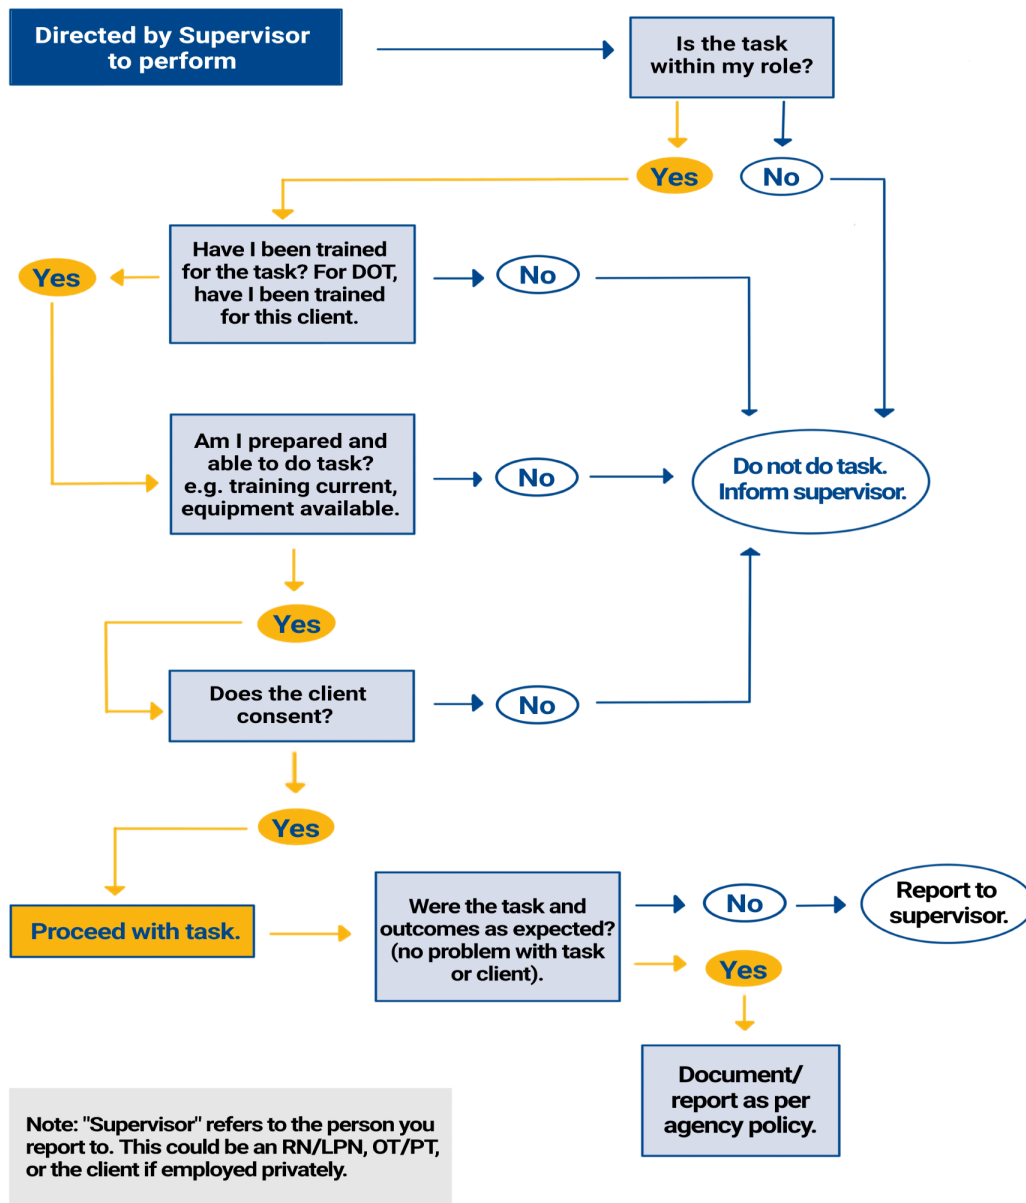 Directed by Supervisor
to perform
Is the task
within my role?
Yes
No
Have I been trained
for the task? For DOT,
have I been trained
for this client.
Yes
No
Am I prepared and
able to do task?
e.g. training current,
equipment available.
No
Do not do task.
Inform supervisor.
Yes
Does the client
consent?
No
Yes
Proceed with task.
Were the task and
outcomes as expected?
(no problem with task
or client).
No
Report to
supervisor.
Yes
Document/
report as per
agency policy.
Note: "Supervisor" refers to the person you
report to. This could be an RN/LPN, OT/PT,
or the client if employed privately.